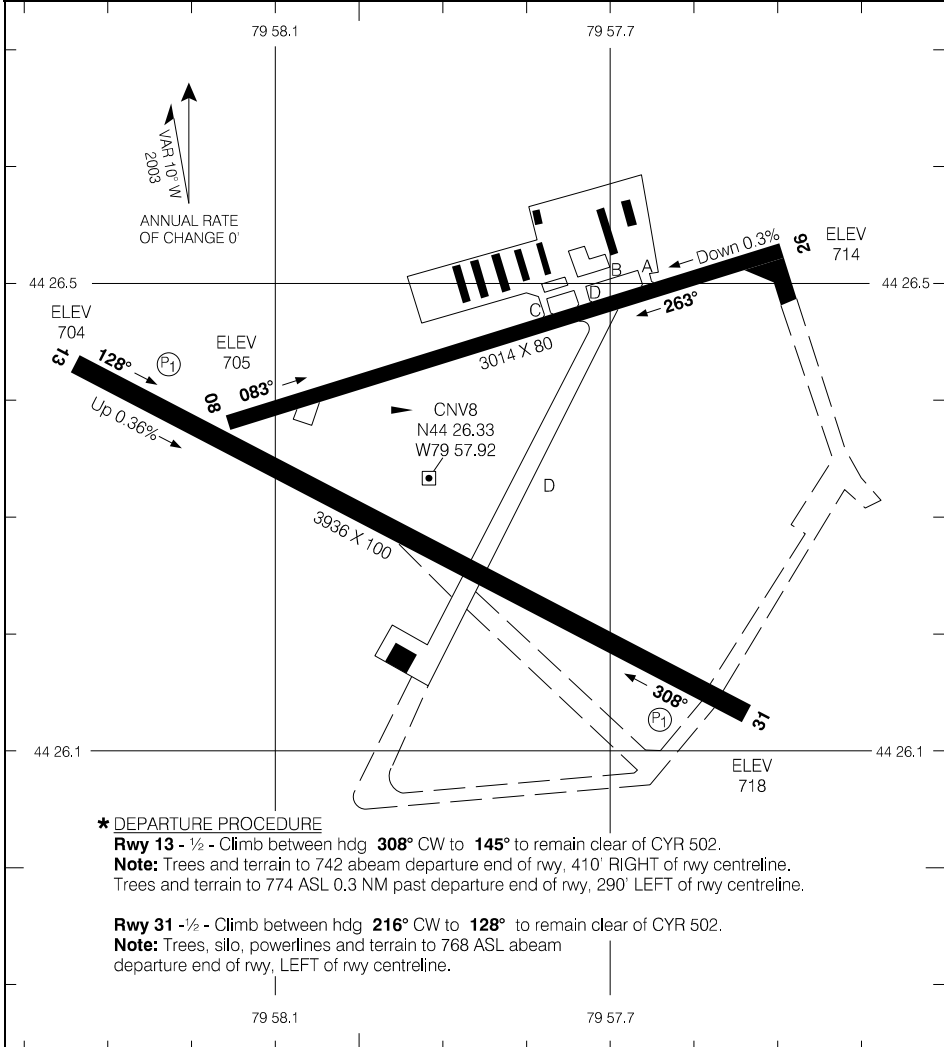 79 58.1
79 57.7
VAR 10° W
2003
ANNUAL RATE
OF CHANGE 0'
ELEV
714
26
Down 0.3%
A
B
D
C
263°
44 26.5
44 26.5
ELEV
704
13
128°
P1
ELEV
705
08
083°
3014 X 80
Up 0.36%
CNV8
N44 26.33
W79 57.92
D
3936 X 100
308°
P1
31
44 26.1
44 26.1
ELEV
718
* DEPARTURE PROCEDURE
Rwy 13 - ½ - Climb between hdg 308° CW to 145° to remain clear of CYR 502.
Note: Trees and terrain to 742 abeam departure end of rwy, 410' RIGHT of rwy centreline.
Trees and terrain to 774 ASL 0.3 NM past departure end of rwy, 290' LEFT of rwy centreline.
Rwy 31 -½ - Climb between hdg 216° CW to 128° to remain clear of CYR 502.
Note: Trees, silo, powerlines and terrain to 768 ASL abeam
departure end of rwy, LEFT of rwy centreline.
79 58.1
79 57.7